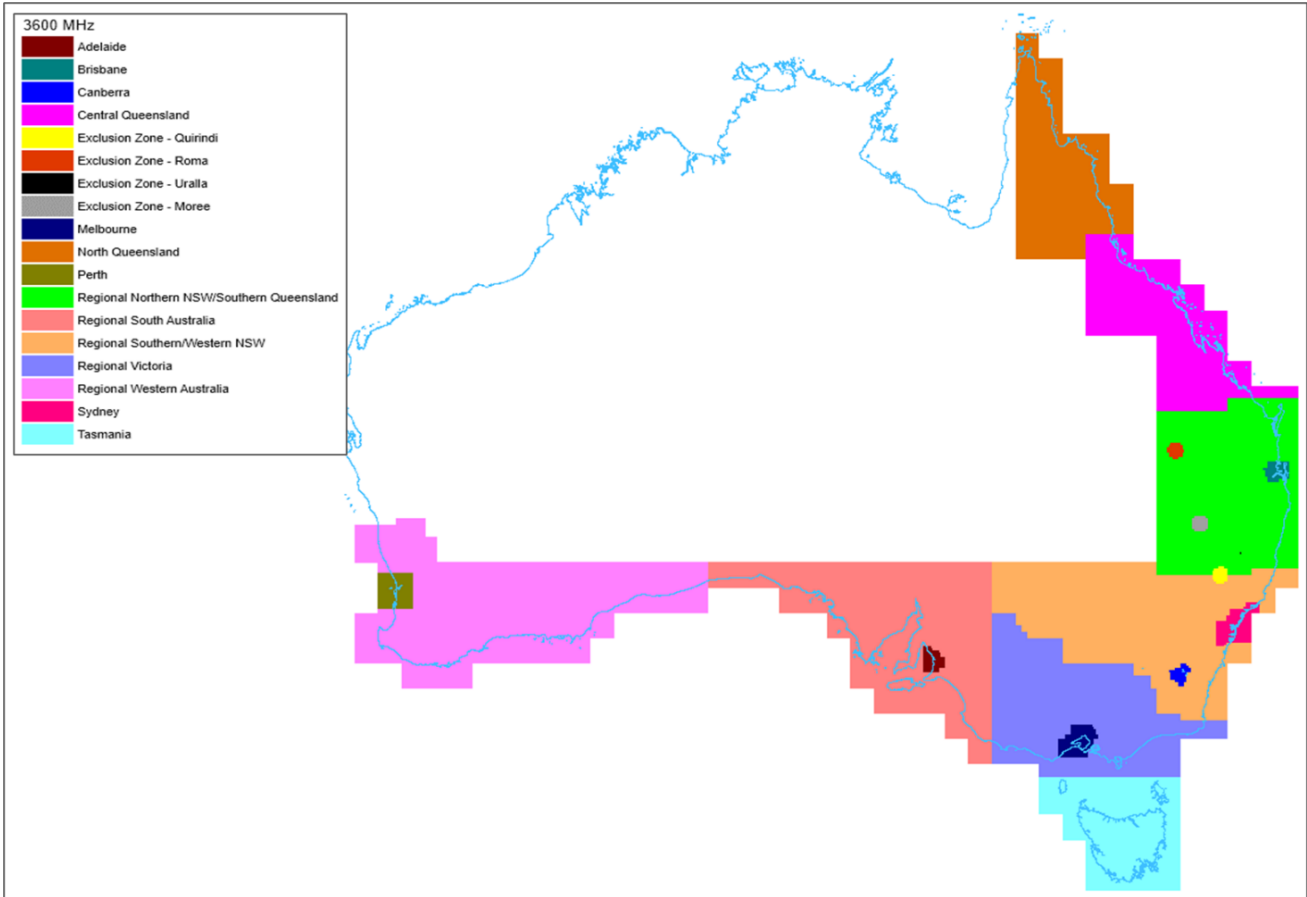 3600 MHz
Adelaide
Brisbane
Canberra
Central Queensland
Exclusion Zone - Quirindi
Exclusion Zone - Roma
Exclusion Zone - Uralla
Exclusion Zone - Moree
Melbourne
North Queensland
Perth
Regional Northern NSW/Southern Queensland
Regional South Australia
Regional Southern/Western NSW
Regional Victoria
Regional Western Australia
Sydney
Tasmania